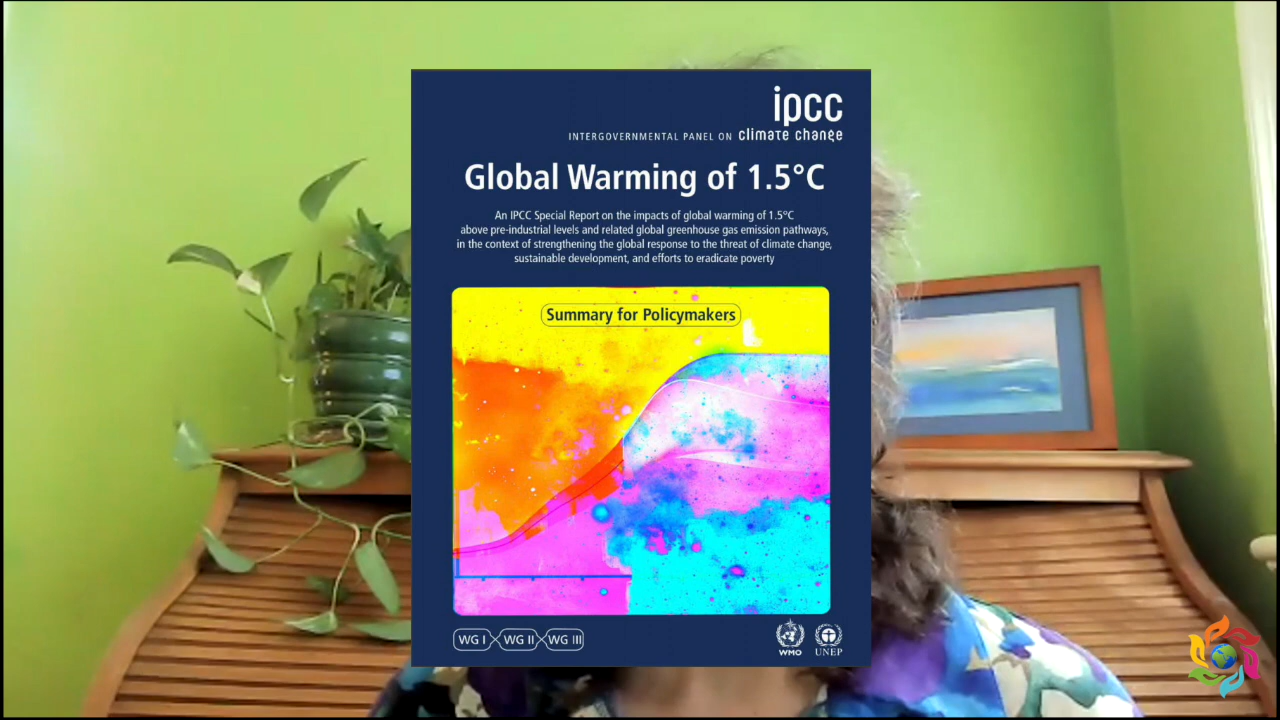 ipcc
INTERGOVERNMENTAL PANEL ON climate change
Global Warming of 1.5°C
An IPCC Special Report on the impacts of global warming of 1.5°C
above pre-industrial levels and related global greenhouse gas emission pathways,
in the context of strengthening the global response to the threat of climate change,
sustainable development, and efforts to eradicate poverty
Summary for Policymakers
WG I WG II WG III
WMO UNEP